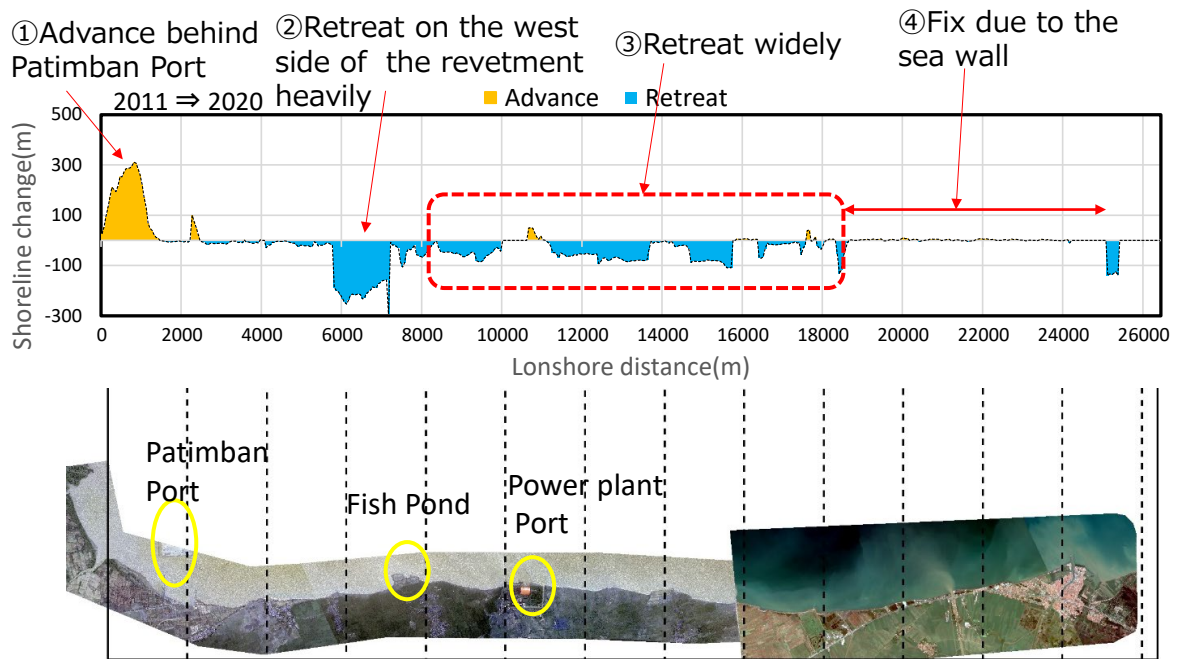 ①Advance behind
Patimban Port
②Retreat on the west
side of the revetment
heavily
③Retreat widely
④Fix due to the
sea wall
2011 ⇒ 2020
Advance
Retreat
Shoreline change(m)
500
300
100
-100
-300
0
2000
4000
6000
8000
10000
12000
14000
16000
18000
20000
22000
24000
26000
Lonshore distance(m)
Patimban
Port
Fish Pond
Power plant
Port